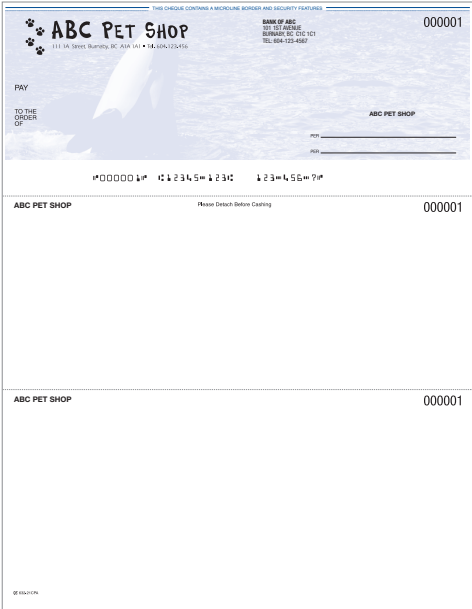 THIS CHEQUE CONTAINS A MICROLINE BORDER AND SECURITY FEATURES
ABC PET SHOP
111 1A Street, Burnaby, BC A1A 1A1 • Tel. 604.123.456
BANK OF ABC
101 1ST AVENUE
BURNABY, BC C1C 1C1
TEL: 604-123-4567
000001
PAY
TO THE
ORDER
OF
ABC PET SHOP
PER
PER
⑈000001⑈ ⑆12345⑉123⑆ 123⑉456⑉7⑈
ABC PET SHOP
Please Detach Before Cashing
000001
ABC PET SHOP
000001